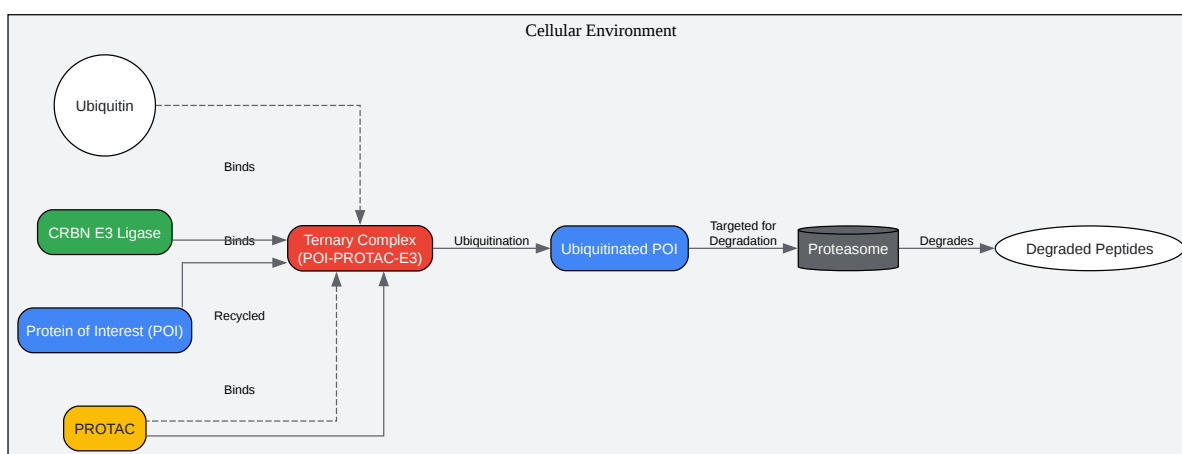 Cellular Environment
Ubiquitin
Binds
CRBN E3 Ligase
Binds
Ternary Complex
(POI-PROTAC-E3)
Ubiquitination
Ubiquitinated POI
Targeted for
Degradation
Proteasome
Degrades
Degraded Peptides
Protein of Interest (POI)
Recycled
Binds
PROTAC